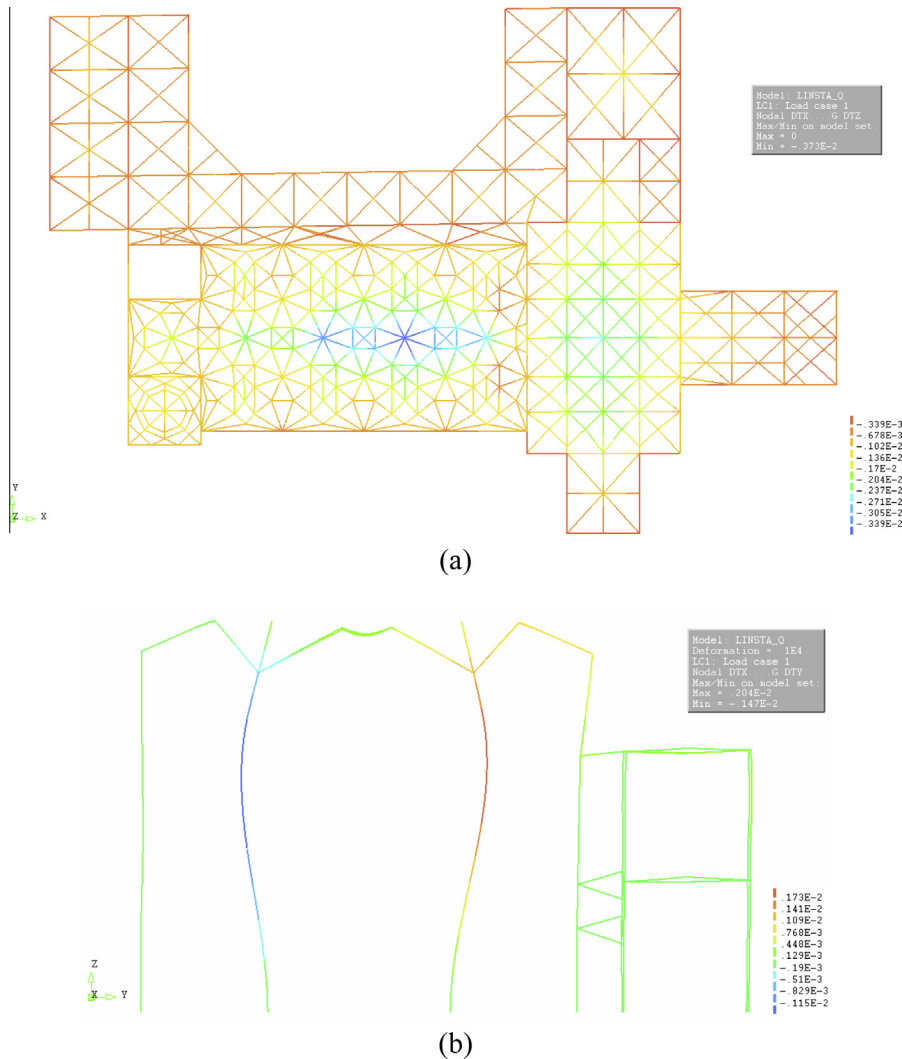 Model: LINSTA_Q
LC1: Load case 1
Nodal DTX... G DTZ
Max/Min on model set:
Max = 0
Min = -.373E-2
-.339E-3
-.678E-3
-.102E-2
-.136E-2
-.17E-2
-.204E-2
-.237E-2
-.271E-2
-.305E-2
-.339E-2
Y
Z X
(a)
Model: LINSTA_Q
Deformation = .1E4
LC1: Load case 1
Nodal DTX....G DTY
Max/Min on model set:
Max = .204E-2
Min = -.147E-2
.173E-2
.141E-2
.109E-2
.768E-3
.448E-3
.129E-3
-.19E-3
-.51E-3
-.829E-3
-.115E-2
Z
X Y
(b)